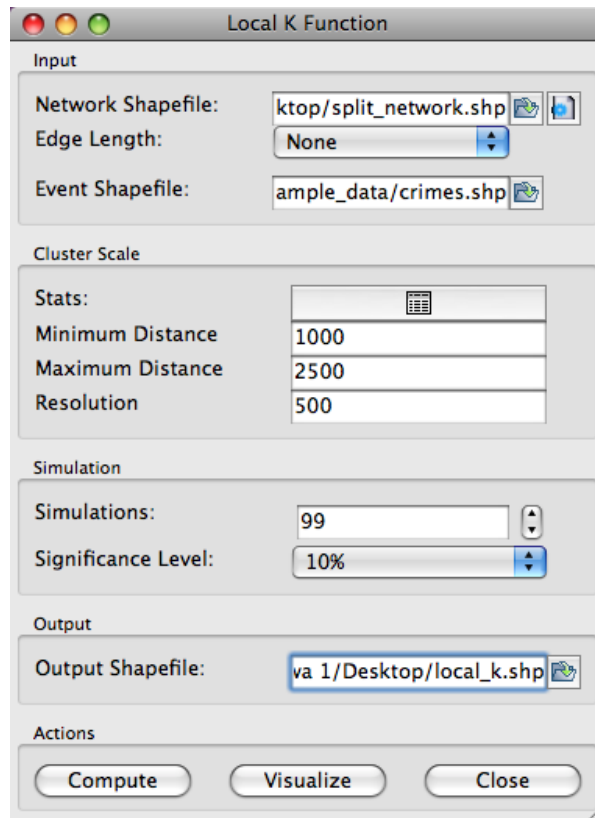 Local K Function
Input
Network Shapefile: ktop/split_network.shp
Edge Length: None
Event Shapefile: ample_data/crimes.shp
Cluster Scale
Stats:
Minimum Distance 1000
Maximum Distance 2500
Resolution 500
Simulation
Simulations: 99
Significance Level: 10%
Output
Output Shapefile: va 1/Desktop/local_k.shp
Actions
Compute Visualize Close